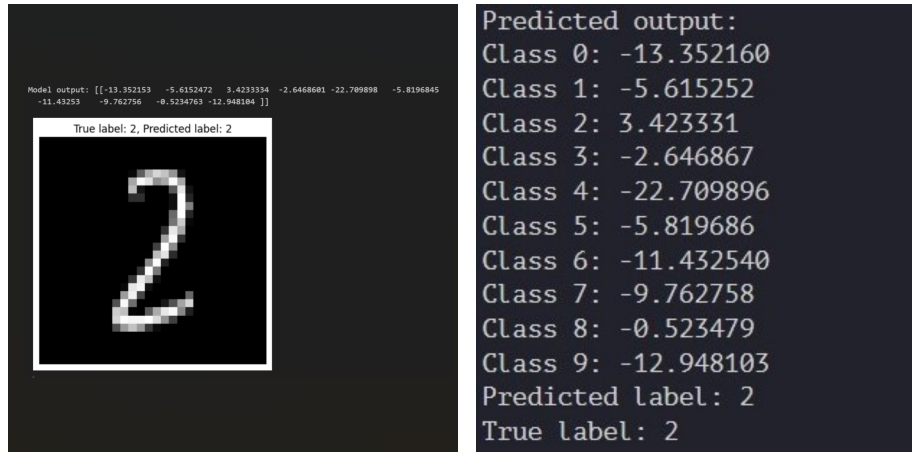 Model output: [[-13.352153 -5.6152472 3.4233334 -2.6468601 -22.709898 -5.8196845
-11.43253 -9.762756 -0.5234763 -12.948104 ]]
True label: 2, Predicted label: 2
2
Predicted output:
Class 0: -13.352160
Class 1: -5.615252
Class 2: 3.423331
Class 3: -2.646867
Class 4: -22.709896
Class 5: -5.819686
Class 6: -11.432540
Class 7: -9.762758
Class 8: -0.523479
Class 9: -12.948103
Predicted label: 2
True label: 2